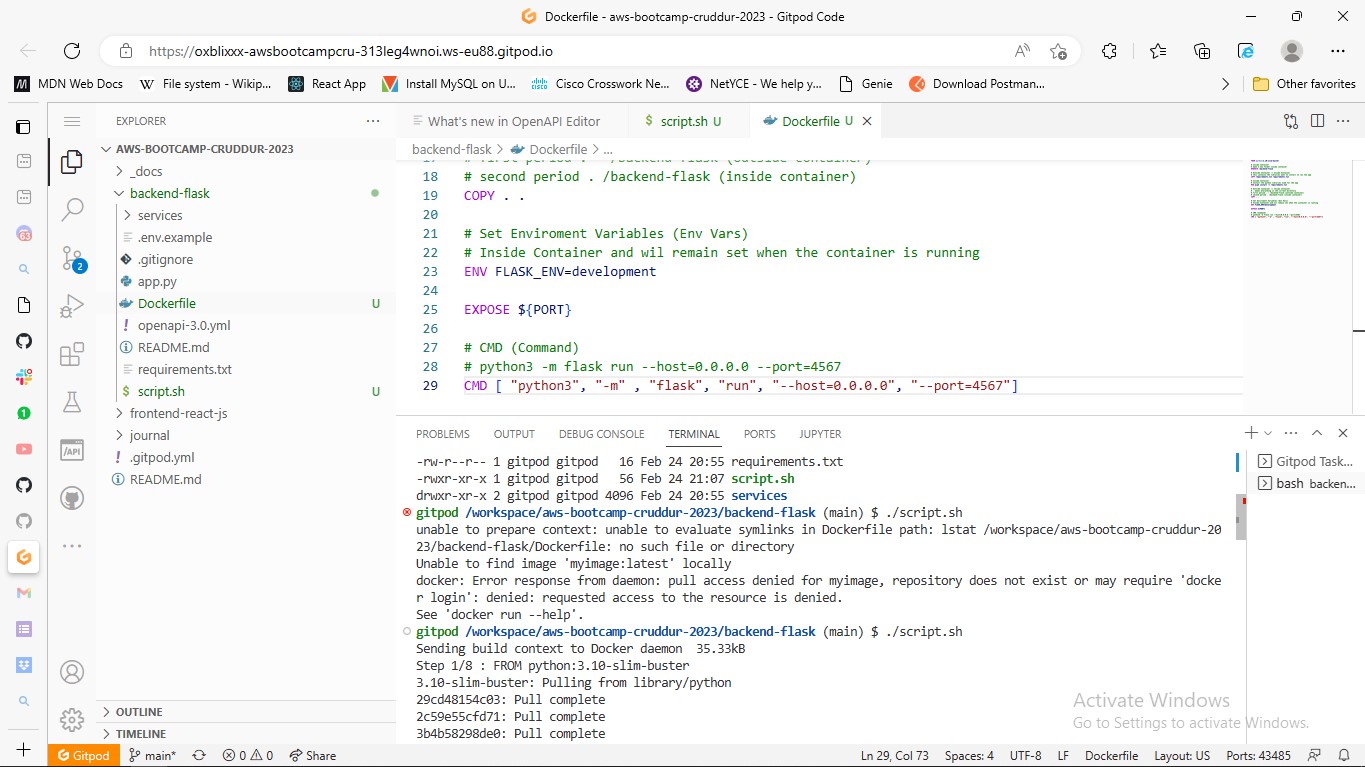 Dockerfile - aws-bootcamp-cruddur-2023 - Gitpod Code
https://oxblixxx-awsbootcampcru-313leg4wnoi.ws-eu88.gitpod.io
MDN Web Docs
File system - Wikip...
React App
Install MySQL on U...
Cisco Crosswork Ne...
NetYCE - We help y...
Genie
Download Postman...
Other favorites
EXPLORER
AWS-BOOTCAMP-CRUDDUR-2023
_docs
backend-flask
services
.env.example
.gitignore
app.py
Dockerfile U
openapi-3.0.yml
README.md
requirements.txt
script.sh U
frontend-react-js
journal
.gitpod.yml
README.md
OUTLINE
TIMELINE
What's new in OpenAPI Editor
script.sh U
Dockerfile U
backend-flask > Dockerfile > ...
17 # first period . /backend-flask (outside container)
18 # second period . /backend-flask (inside container)
19 COPY . .
20
21 # Set Enviroment Variables (Env Vars)
22 # Inside Container and wil remain set when the container is running
23 ENV FLASK_ENV=development
24
25 EXPOSE ${PORT}
26
27 # CMD (Command)
28 # python3 -m flask run --host=0.0.0.0 --port=4567
29 CMD [ "python3", "-m" , "flask", "run", "--host=0.0.0.0", "--port=4567"]
PROBLEMS OUTPUT DEBUG CONSOLE TERMINAL PORTS JUPYTER
-rw-r--r-- 1 gitpod gitpod   16 Feb 24 20:55 requirements.txt
-rwxr-xr-x 1 gitpod gitpod   56 Feb 24 21:07 script.sh
drwxr-xr-x 2 gitpod gitpod 4096 Feb 24 20:55 services
gitpod /workspace/aws-bootcamp-cruddur-2023/backend-flask (main) $ ./script.sh
unable to prepare context: unable to evaluate symlinks in Dockerfile path: lstat /workspace/aws-bootcamp-cruddur-20
23/backend-flask/Dockerfile: no such file or directory
Unable to find image 'myimage:latest' locally
docker: Error response from daemon: pull access denied for myimage, repository does not exist or may require 'docke
r login': denied: requested access to the resource is denied.
See 'docker run --help'.
gitpod /workspace/aws-bootcamp-cruddur-2023/backend-flask (main) $ ./script.sh
Sending build context to Docker daemon  35.33kB
Step 1/8 : FROM python:3.10-slim-buster
3.10-slim-buster: Pulling from library/python
29cd48154c03: Pull complete
2c59e55cfd71: Pull complete
3b4b58298de0: Pull complete
Gitpod Task...
bash backen...
Activate Windows
Go to Settings to activate Windows.
Gitpod main* 0 0 Share
Ln 29, Col 73 Spaces: 4 UTF-8 LF Dockerfile Layout: US Ports: 43485